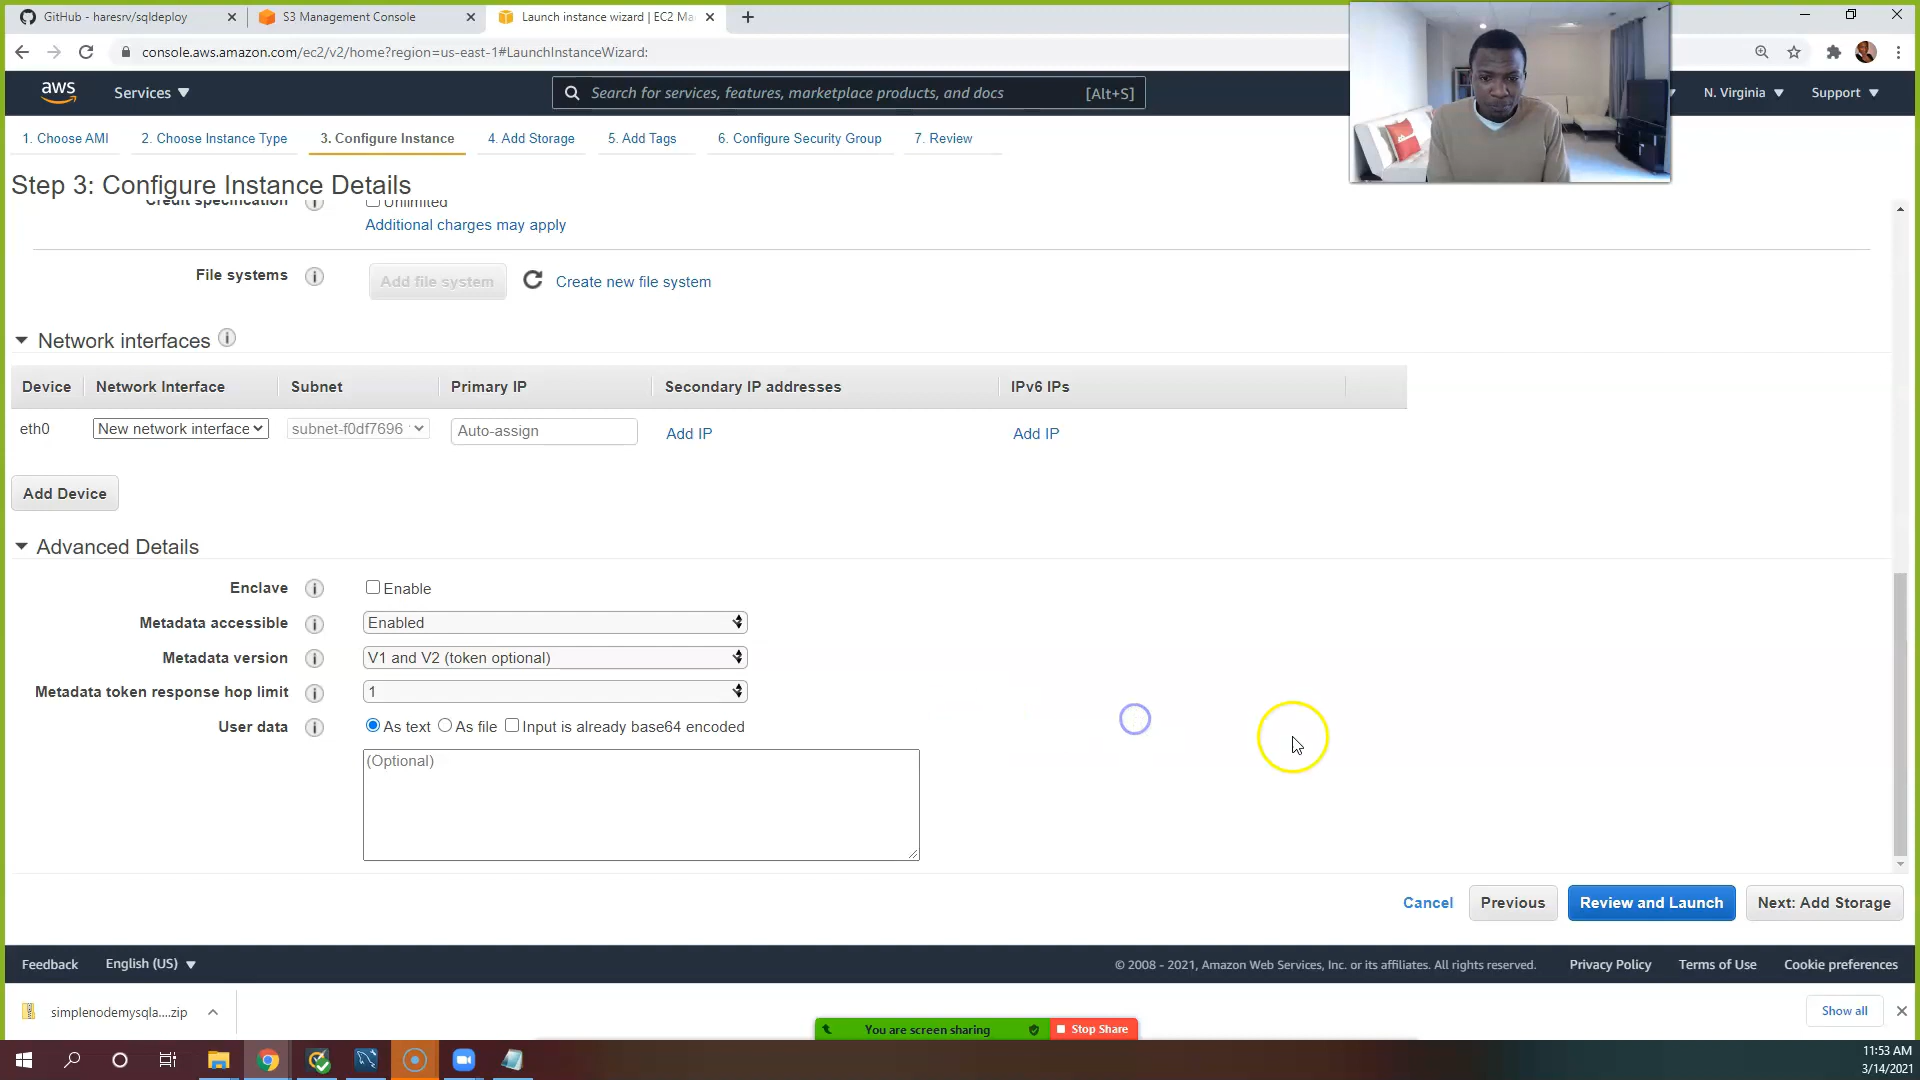 GitHub - haresrv/sqldeploy
S3 Management Console
Launch instance wizard | EC2 Ma
console.aws.amazon.com/ec2/v2/home?region=us-east-1#LaunchInstanceWizard:
aws
Services
Search for services, features, marketplace products, and docs
[Alt+S]
N. Virginia
Support
1. Choose AMI
2. Choose Instance Type
3. Configure Instance
4. Add Storage
5. Add Tags
6. Configure Security Group
7. Review
Step 3: Configure Instance Details
Credit specification
Unlimited
Additional charges may apply
File systems
Add file system
Create new file system
Network interfaces
Device
Network Interface
Subnet
Primary IP
Secondary IP addresses
IPv6 IPs
eth0
New network interface
subnet-f0df7696
Auto-assign
Add IP
Add IP
Add Device
Advanced Details
Enclave
Enable
Metadata accessible
Enabled
Metadata version
V1 and V2 (token optional)
Metadata token response hop limit
1
User data
As text
As file
Input is already base64 encoded
(Optional)
Cancel
Previous
Review and Launch
Next: Add Storage
Feedback
English (US)
© 2008 - 2021, Amazon Web Services, Inc. or its affiliates. All rights reserved.
Privacy Policy
Terms of Use
Cookie preferences
simplenodemysqla....zip
Show all
You are screen sharing
Stop Share
11:53 AM
3/14/2021